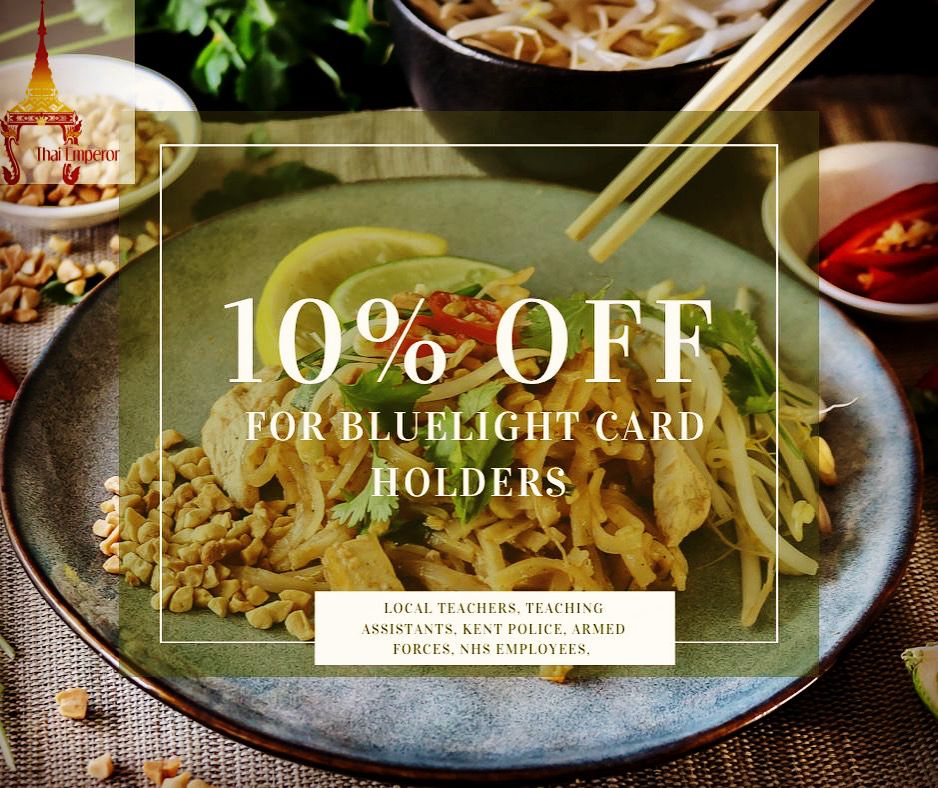 Thai Emperor
10% OFF
FOR BLUELIGHT CARD
HOLDERS
LOCAL TEACHERS, TEACHING
ASSISTANTS, KENT POLICE, ARMED
FORCES, NHS EMPLOYEES,